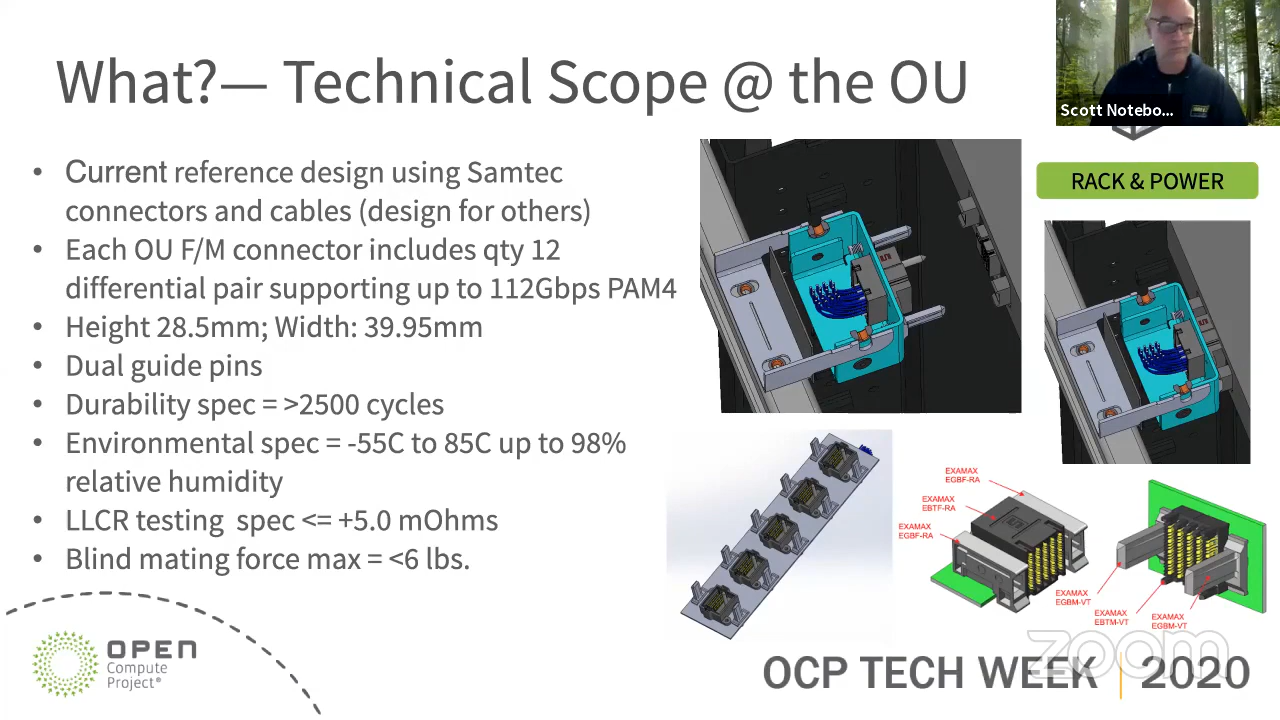 What?— Technical Scope @ the OU
Scott Notebo...
RACK & POWER
• Current reference design using Samtec
connectors and cables (design for others)
• Each OU F/M connector includes qty 12
differential pair supporting up to 112Gbps PAM4
• Height 28.5mm; Width: 39.95mm
• Dual guide pins
• Durability spec = >2500 cycles
• Environmental spec = -55C to 85C up to 98%
relative humidity
• LLCR testing spec <= +5.0 mOhms
• Blind mating force max = <6 lbs.
EXAMAX
EGBF-RA
EXAMAX
EBTF-RA
EXAMAX
EGBF-RA
EXAMAX
EGBM-VT
EXAMAX
EBTM-VT
EXAMAX
EGBM-VT
OPEN
Compute
Project®
zoom
OCP TECH WEEK | 2020